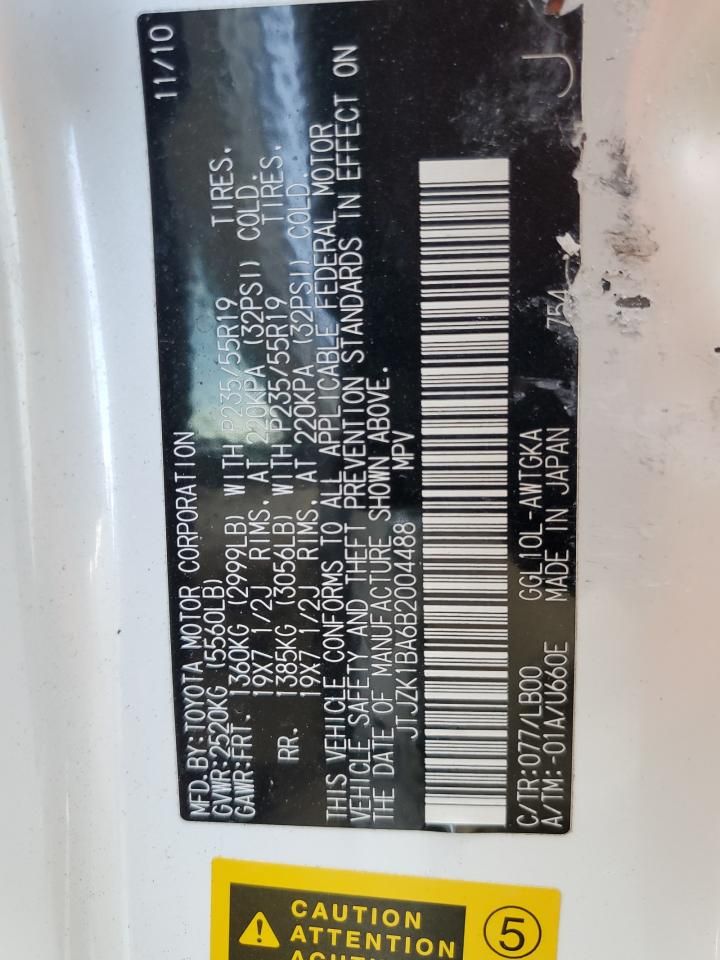 MFD. BY: TOYOTA MOTOR CORPORATION 11/10
GVWR: 2520KG (5560LB)
GAWR: FRT. 1360KG (2999LB) WITH P235/55R19 TIRES.
19X7 1/2J RIMS. AT 220KPA (32PSI) COLD.
RR. 1385KG (3056LB) WITH P235/55R19 TIRES.
19X7 1/2J RIMS. AT 220KPA (32PSI) COLD.
THIS VEHICLE CONFORMS TO ALL APPLICABLE FEDERAL MOTOR
VEHICLE SAFETY AND THEFT PREVENTION STANDARDS IN EFFECT ON
THE DATE OF MANUFACTURE SHOWN ABOVE.
JTJZK1BA6B2004488 MPV
C/TR: 077/LB00 GGL10L -AWTGKA 754 J
A/TM: -01A/U660E MADE IN JAPAN
CAUTION
ATTENTION
5